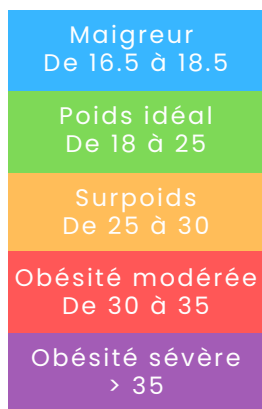 Maigreur
De 16.5 à 18.5
Poids idéal
De 18 à 25
Surpoids
De 25 à 30
Obésité modérée
De 30 à 35
Obésité sévère
> 35